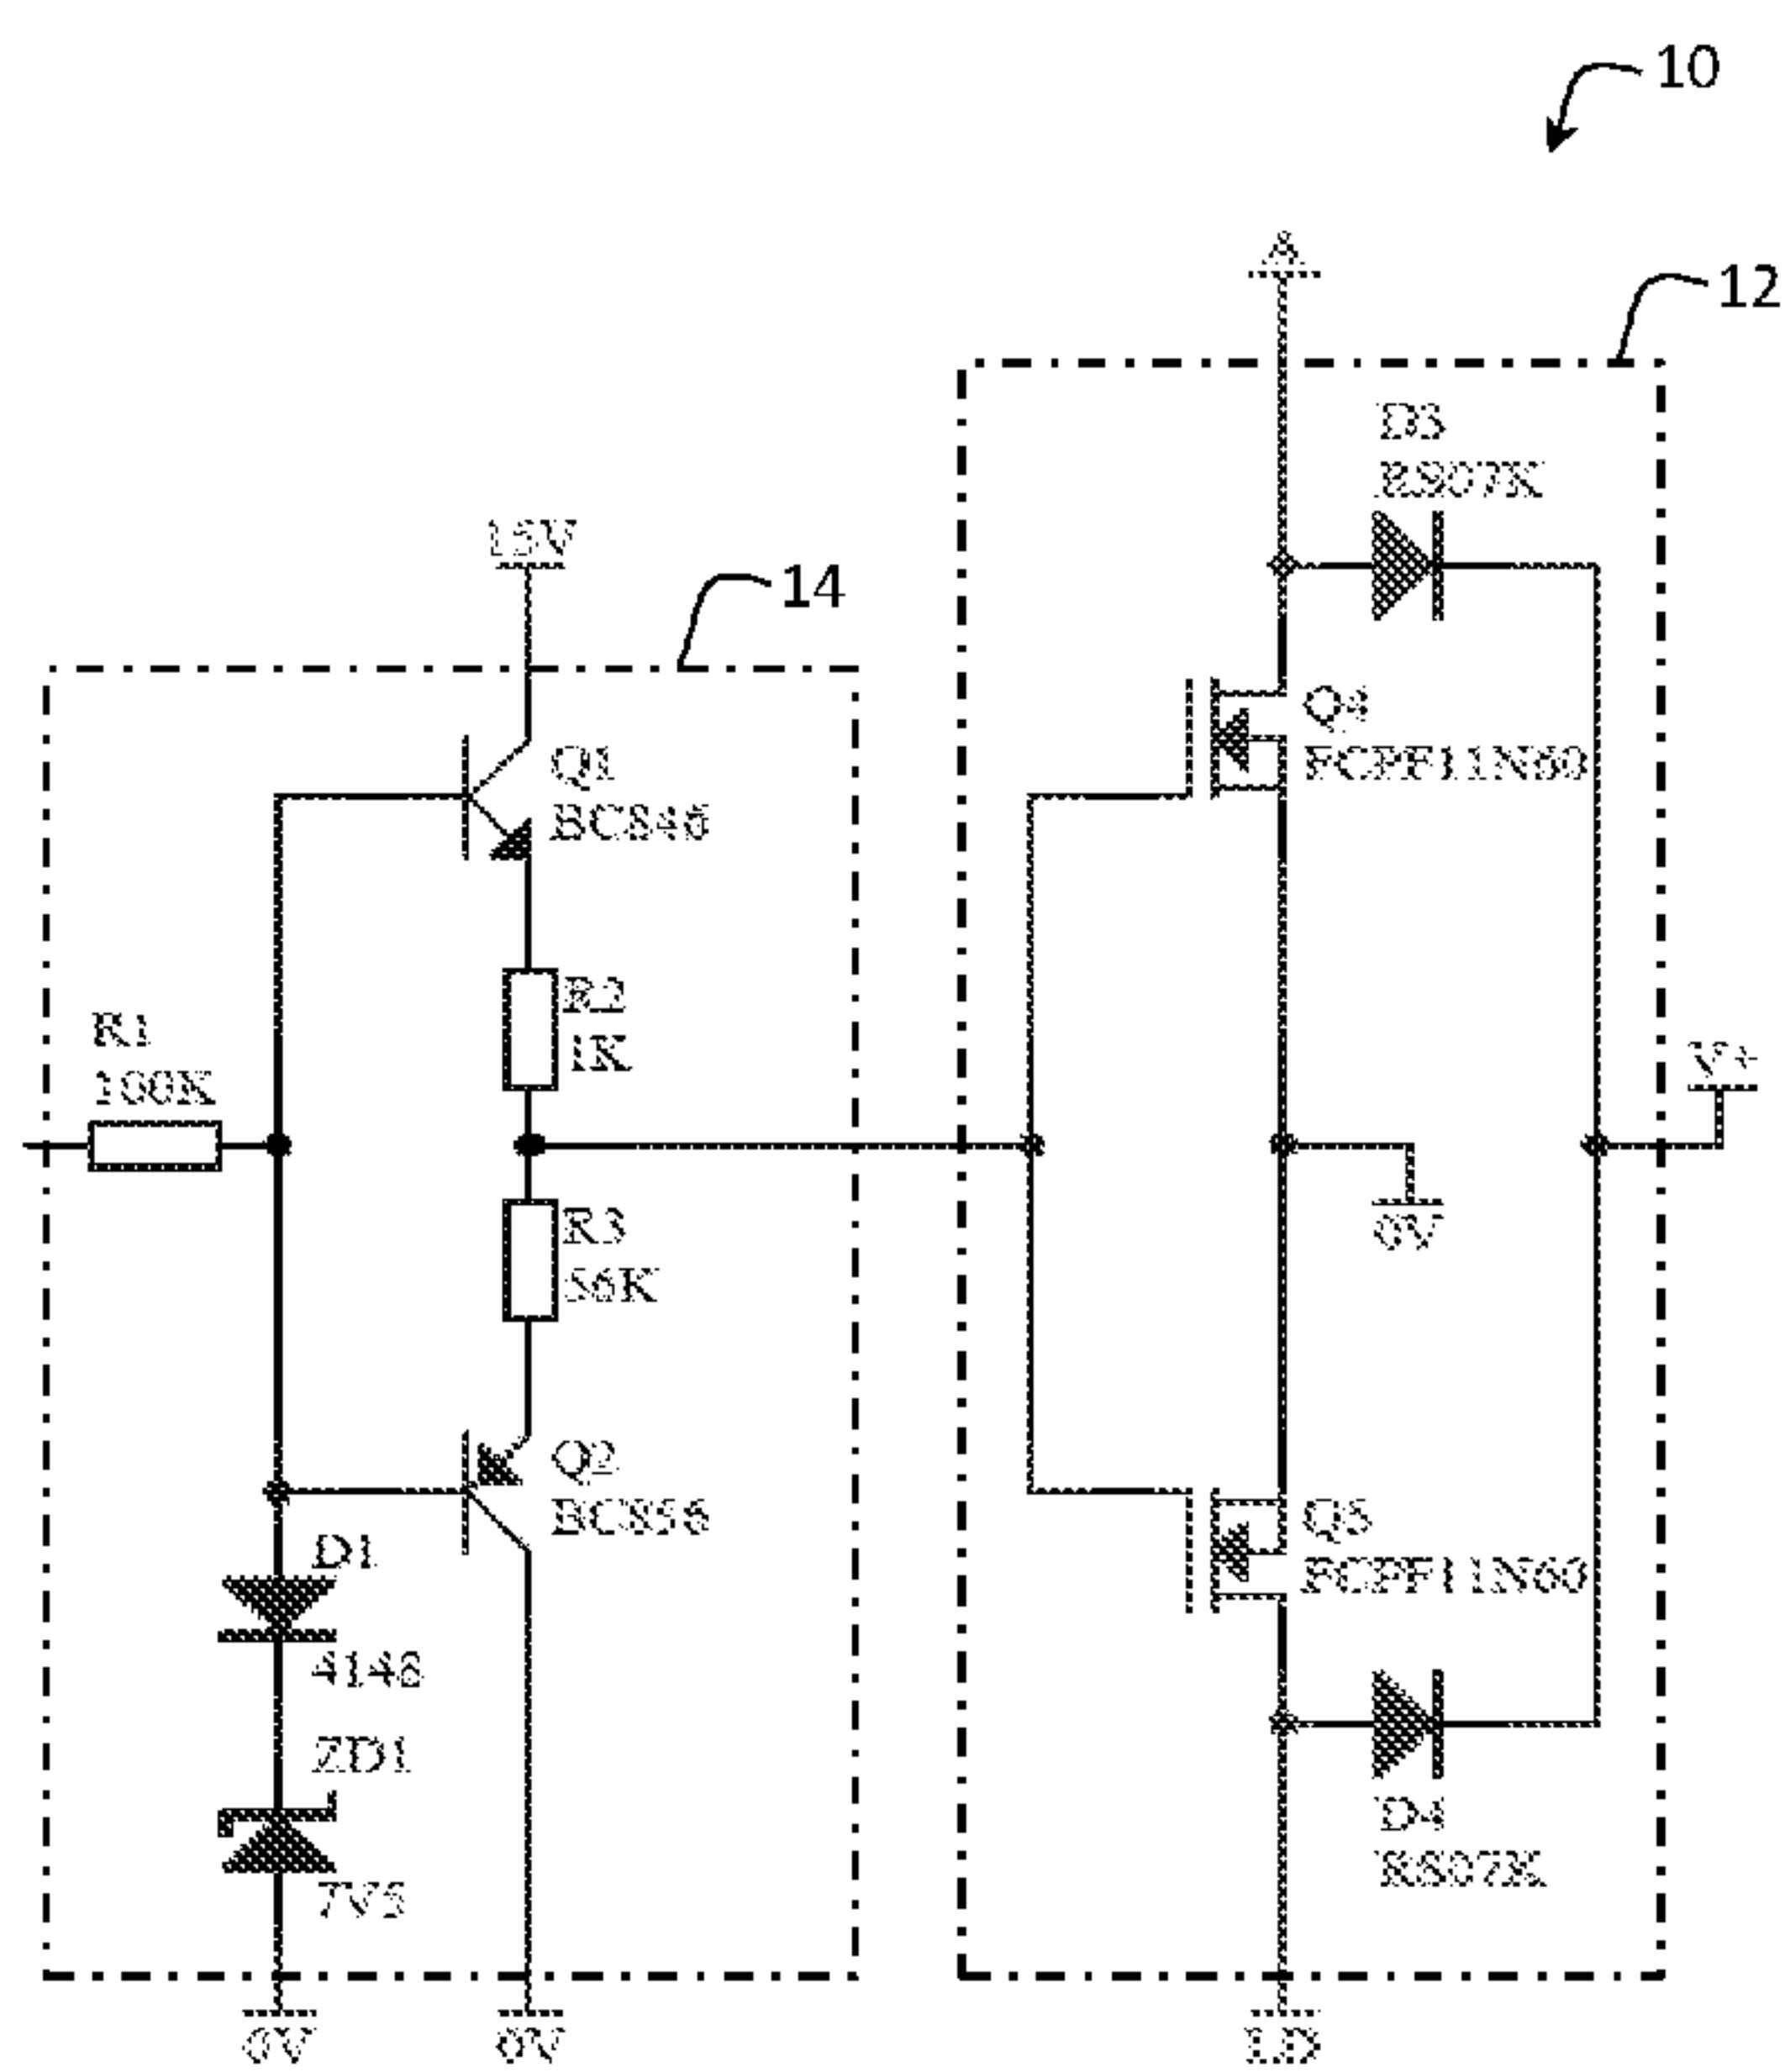 10
A
12
D3
RS07K
15V
14
Q4
FCPF11N60
Q1
BC846
R2
1K
R1
100K
V+
R3
56K
0V
Q2
BC856
Q5
FCPF11N60
D1
4148
ZD1
D4
RS07K
0V
0V
LD